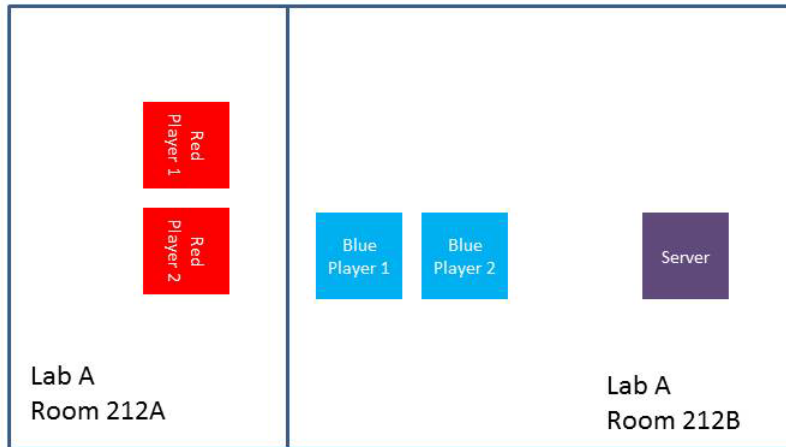 Red
Player 1
Red
Player 2
Blue
Player 1
Blue
Player 2
Server
Lab A
Room 212A
Lab A
Room 212B